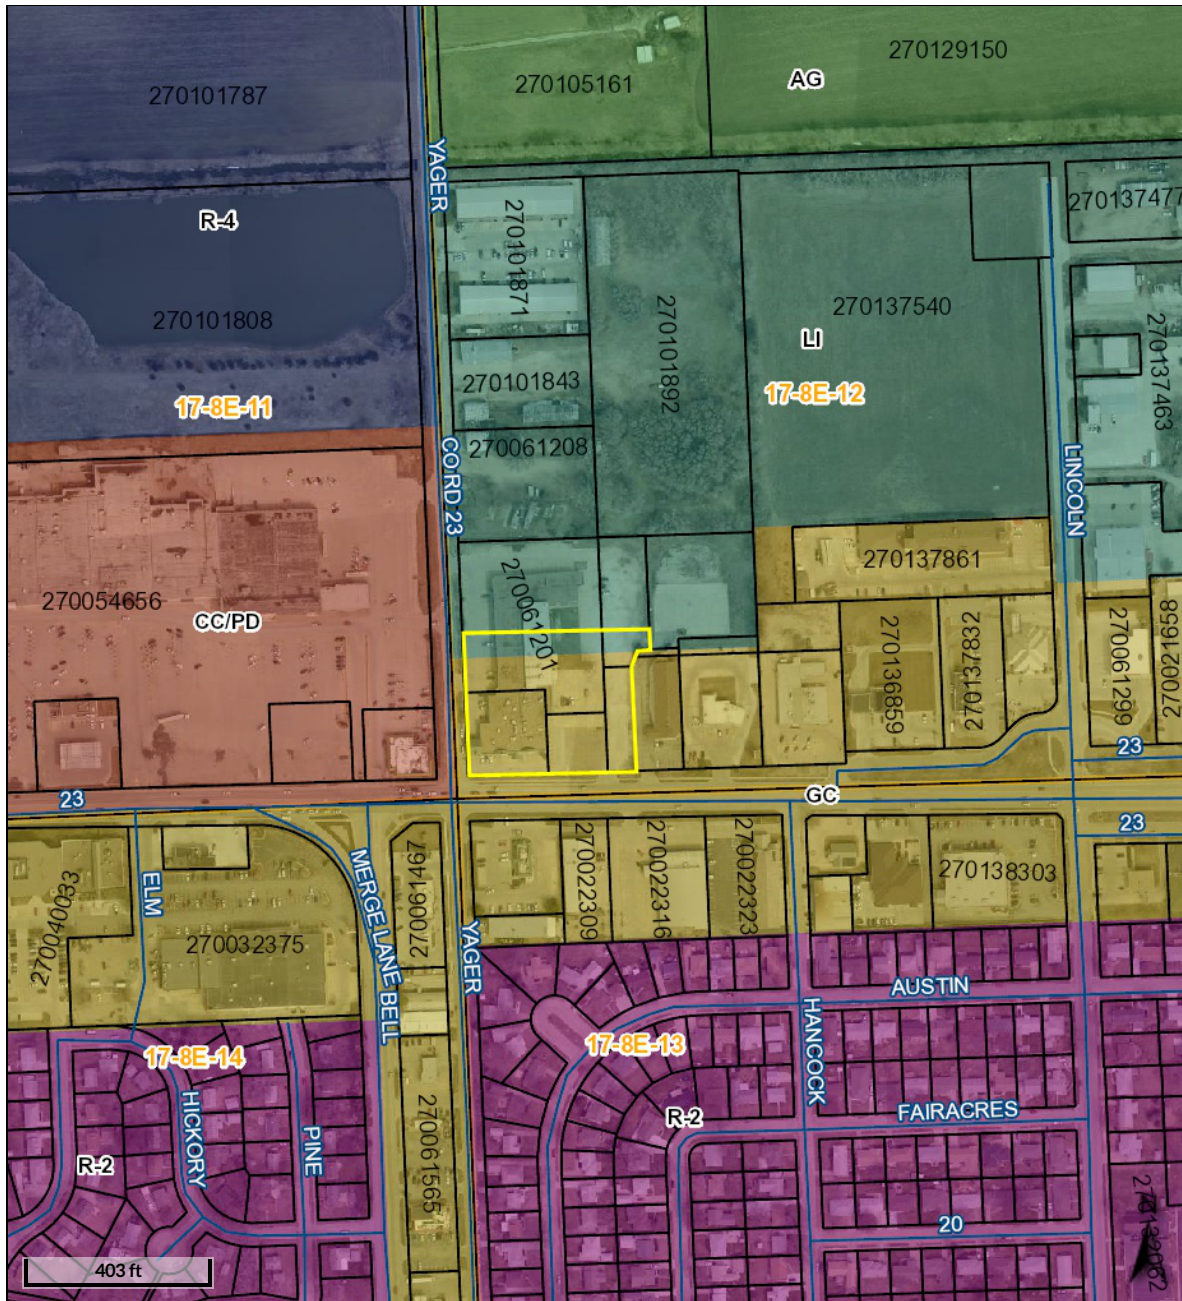 270129150
AG
270105161
270101787
YAGER
R-4
270137477
270101871
270101808
270101892
270137540
LI
270137463
270101843
17-8E-12
17-8E-11
270061208
CO RD 23
LINCOLN
270137861
270061201
270054656
CC/PD
270136859
270137832
270061299
270021658
23
23
GC
23
270022309
270022316
270022323
270138303
MERGE LANE BELL
270061467
ELM
270040033
270032375
YAGER
AUSTIN
HANCOCK
17-8E-14
17-8E-13
HICKORY
PINE
R-2
FAIRACRES
270061565
R-2
20
403 ft